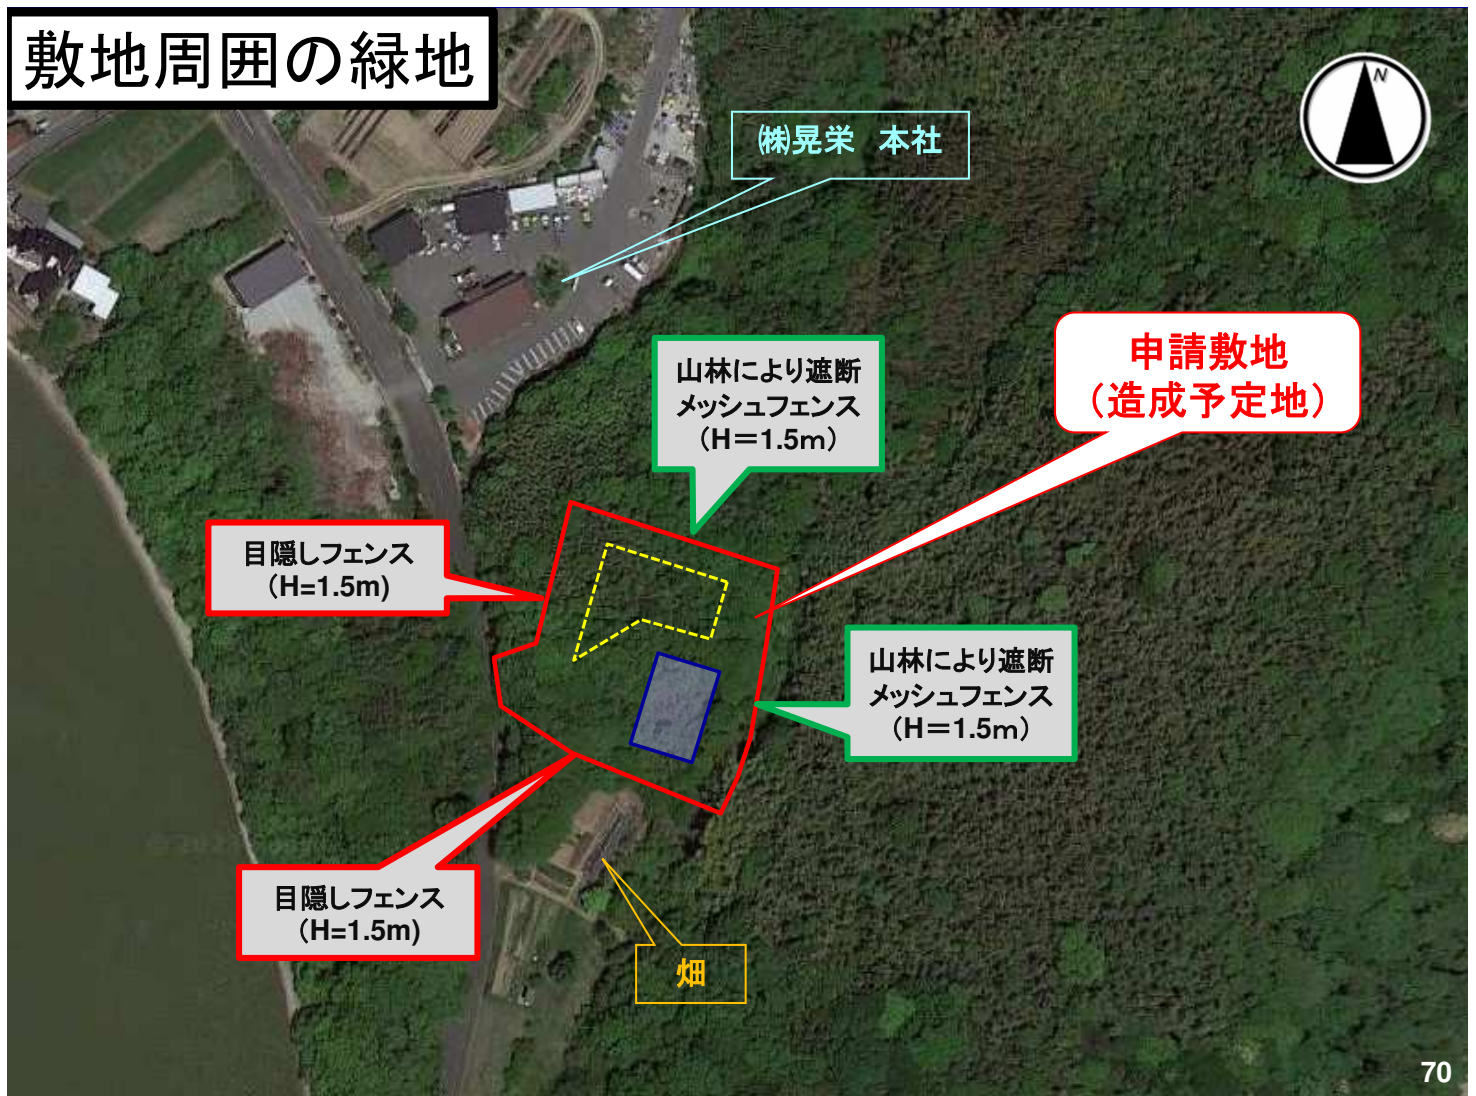 敷地周囲の緑地
N
㈱晃栄　本社
申請敷地
（造成予定地）
山林により遮断
メッシュフェンス
（H＝1.5ｍ）
目隠しフェンス
（H=1.5m)
山林により遮断
メッシュフェンス
（H＝1.5ｍ）
目隠しフェンス
（H=1.5m)
畑
70